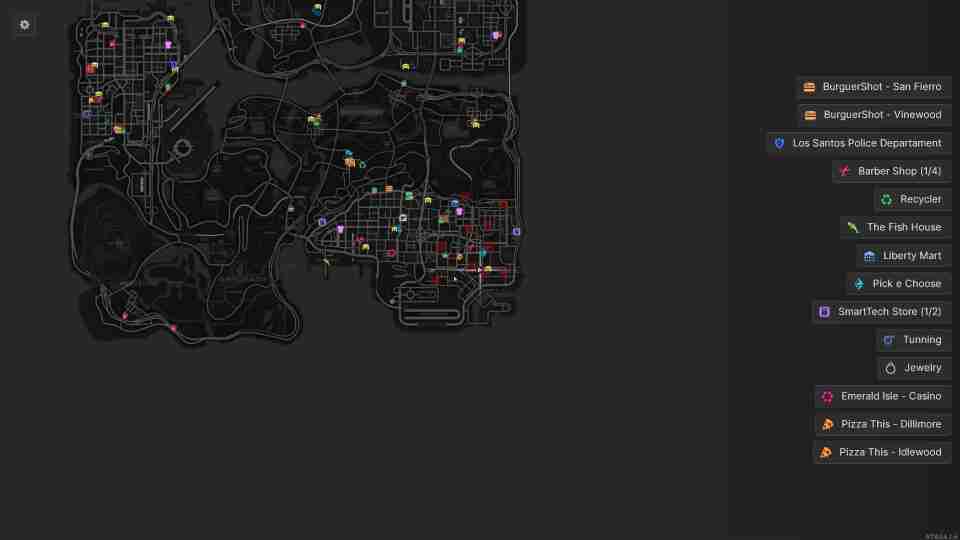 BurguerShot - San Fierro
BurguerShot - Vinewood
Los Santos Police Departament
Barber Shop (1/4)
Recycler
The Fish House
Liberty Mart
Pick e Choose
SmartTech Store (1/2)
Tunning
Jewelry
Emerald Isle - Casino
Pizza This - Dillimore
Pizza This - Idlewood